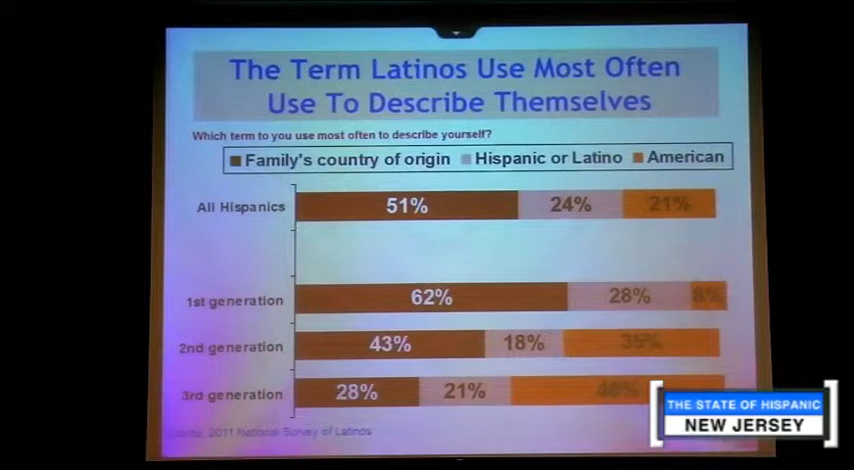 The Term Latinos Use Most Often
Use To Describe Themselves
Which term to you use most often to describe yourself?
Family's country of origin Hispanic or Latino American
All Hispanics 51% 24% 21%
1st generation 62% 28% 8%
2nd generation 43% 18% 35%
3rd generation 28% 21% 48%
2011 National Survey of Latinos
THE STATE OF HISPANIC
NEW JERSEY